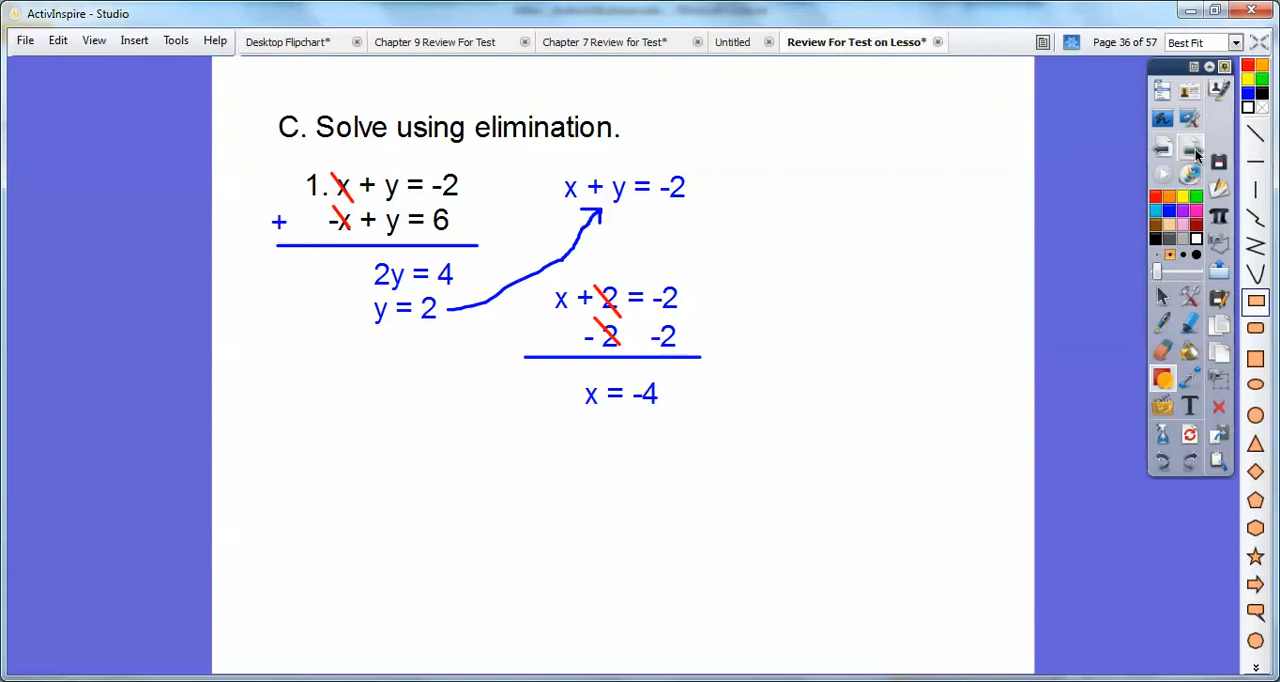 ActivInspire - Studio
File Edit View Insert Tools Help
Desktop Flipchart* Chapter 9 Review For Test Chapter 7 Review for Test* Untitled Review For Test on Lesso* Page 36 of 57 Best Fit
C. Solve using elimination.
1. x + y = -2
+ -x + y = 6
2y = 4
y = 2
x + y = -2
x + 2 = -2
- 2 -2
x = -4